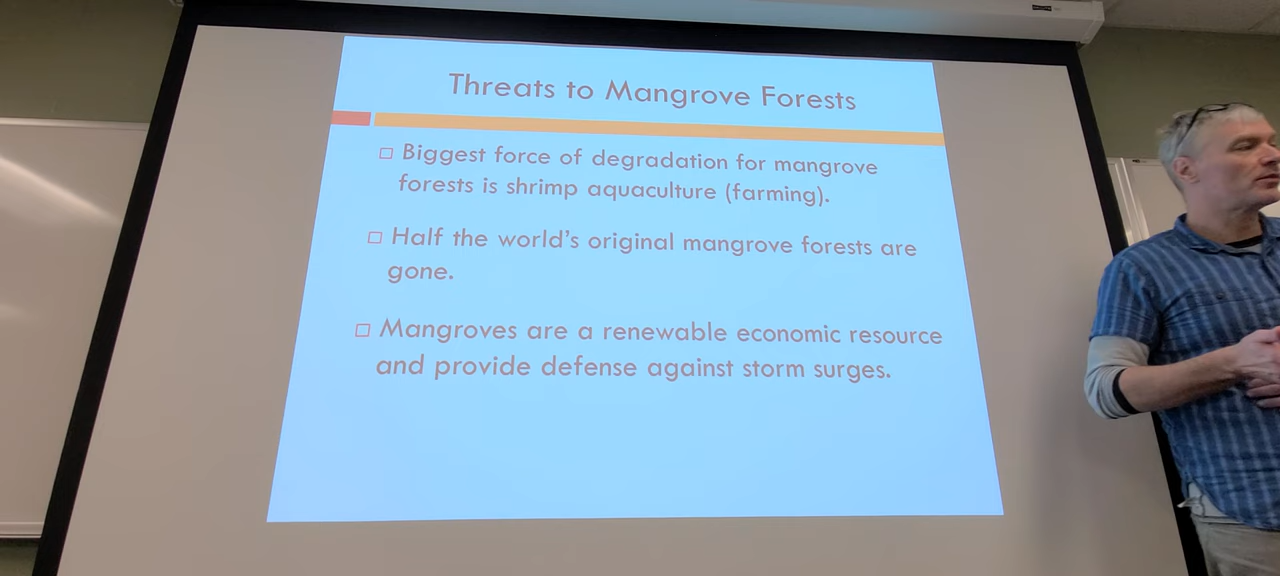 Threats to Mangrove Forests
Biggest force of degradation for mangrove
forests is shrimp aquaculture (farming).
Half the world's original mangrove forests are
gone.
Mangroves are a renewable economic resource
and provide defense against storm surges.